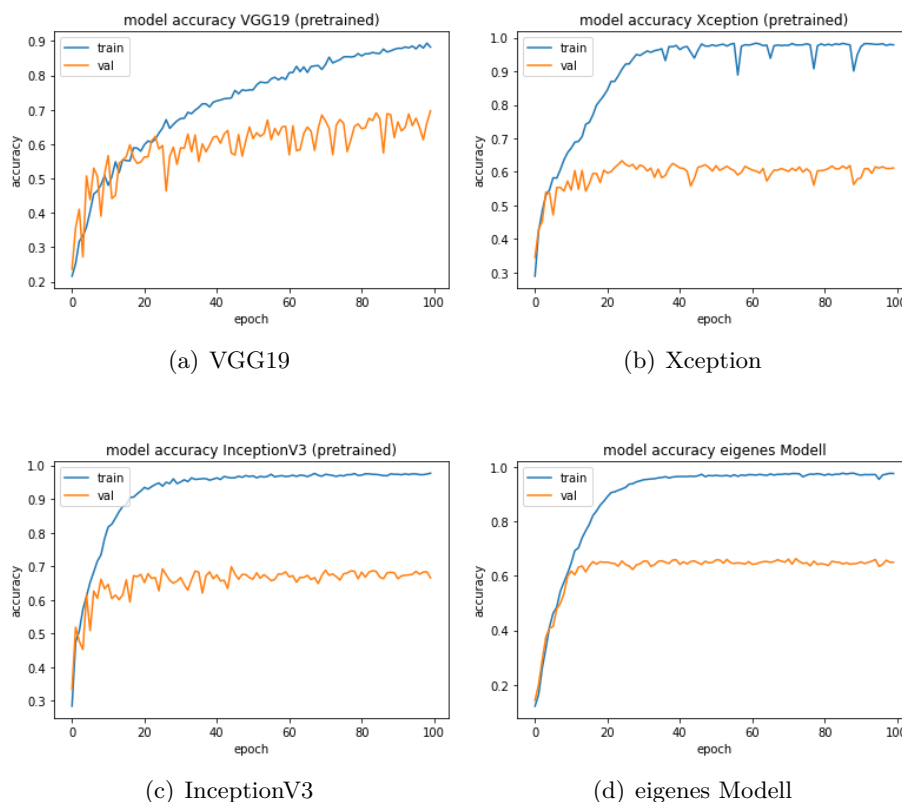 model accuracy VGG19 (pretrained)
train
val
accuracy
0.9
0.8
0.7
0.6
0.5
0.4
0.3
0.2
0 20 40 60 80 100
epoch
(a) VGG19
model accuracy Xception (pretrained)
train
val
accuracy
1.0
0.9
0.8
0.7
0.6
0.5
0.4
0.3
0 20 40 60 80 100
epoch
(b) Xception
model accuracy InceptionV3 (pretrained)
train
val
accuracy
1.0
0.9
0.8
0.7
0.6
0.5
0.4
0.3
0 20 40 60 80 100
epoch
(c) InceptionV3
model accuracy eigenes Modell
train
val
accuracy
1.0
0.8
0.6
0.4
0.2
0 20 40 60 80 100
epoch
(d) eigenes Modell